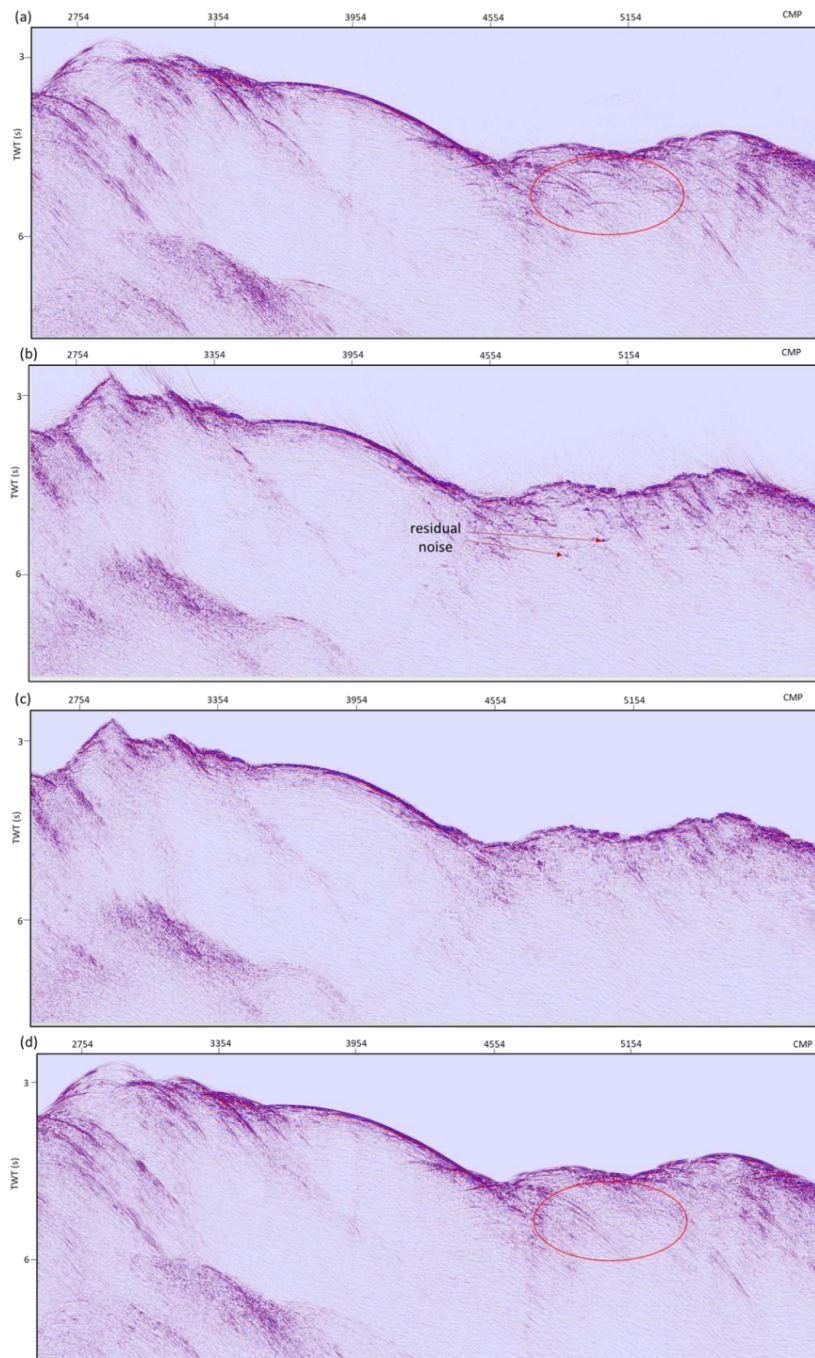 (a) 2754 3354 3954 4554 5154 CMP
3
TWT (s)
6
(b) 2754 3354 3954 4554 5154 CMP
3
TWT (s)
residual
noise
6
(c) 2754 3354 3954 4554 5154 CMP
3
TWT (s)
6
(d) 2754 3354 3954 4554 5154 CMP
3
TWT (s)
6